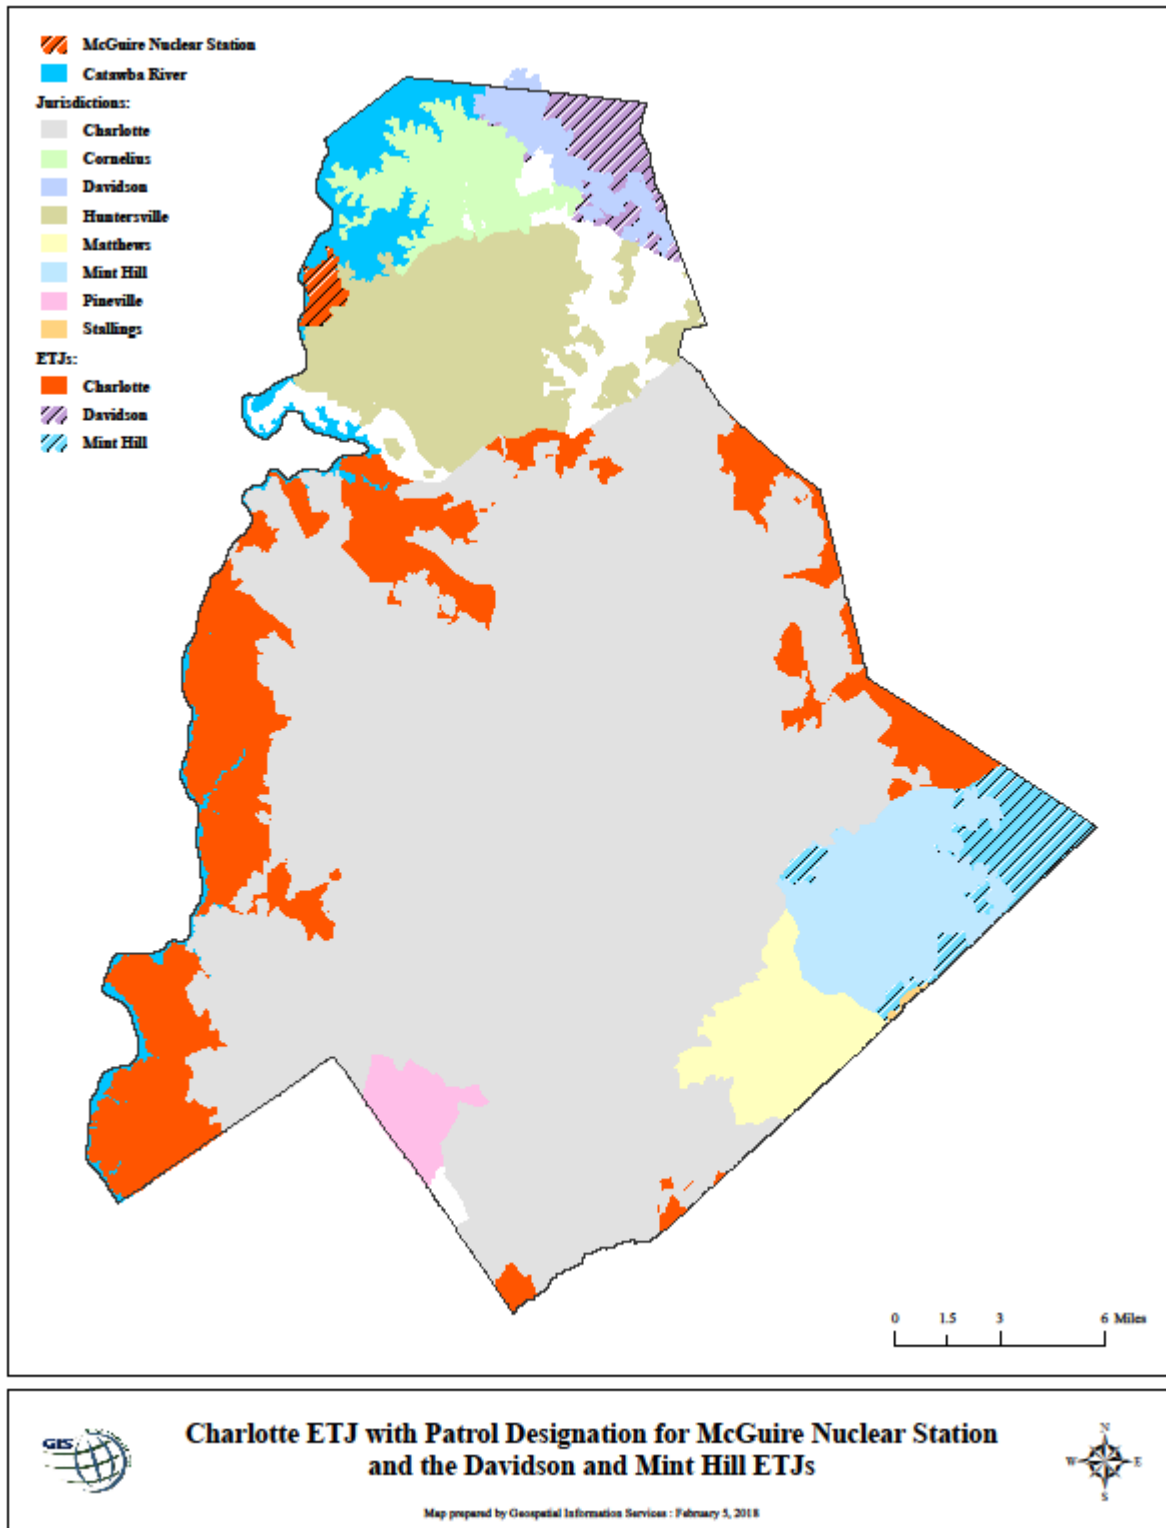 McGuire Nuclear Station
Catawba River
Jurisdictions:
Charlotte
Cornelius
Davidson
Huntersville
Matthews
Mint Hill
Pineville
Stallings
ETJs:
Charlotte
Davidson
Mint Hill
0 1.5 3 6 Miles
GIS
Charlotte ETJ with Patrol Designation for McGuire Nuclear Station
and the Davidson and Mint Hill ETJs
Map prepared by Geospatial Information Services : February 5, 2018
N
W E
S